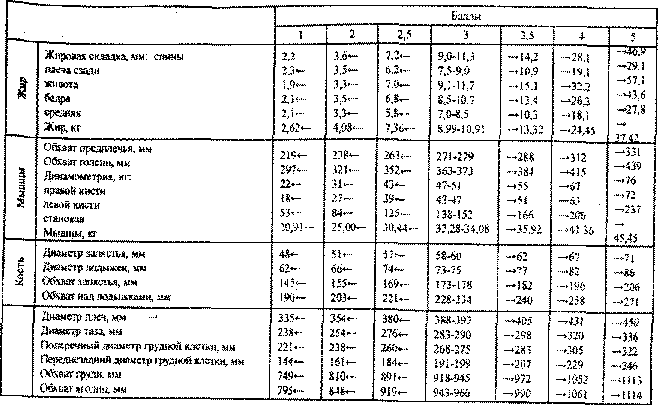 Баллы
1 2 2,5 3 3,5 4 5
Жир
Жировая складка, мм: спины 2,2 3,6← 7,2← 9,0-11,3 →14,2 →28,1 →46,9
плеча сзади 2,3← 3,5← 6,2← 7,5-9,0 →10,9 →19,1 →29,1
живота 1,9← 3,3← 7,0← 9,1-11,7 →15,1 →32,2 →57,1
бедра 3,5← 6,8← 8,5-10,7 →13,4 →26,3 →43,6
средняя 2,1← 3,3← 5,8← 7,0-8,5 →10,3 →18,1 →27,8
Жир, кг 2,62← 4,08← 7,36← 8,99-10,91 →13,32 →24,45 → 37,42
Мышцы
Обхват предплечья, мм 219← 238← 263← 271-279 →288 →312 →331
Обхват голени, мм 297← 321← 352← 363-373 →384 →415 →439
Динамометрия, кг: 22← 31← 43← 47-51 →55 →67 →76
правой кисти
левой кисти 18← 27← 39← 43-47 →51 →63 →72
становая 53← 84← 125← 138-152 →166 →206 →237
Мышцы, кг 20,91← 25,00← 30,44← 32,28-34,08 →35,92 →41,36 → 45,45
Кость
Диаметр запястья, мм 48← 51← 57← 58-60 →62 →67 →71
Диаметр лодыжек, мм 62← 66← 74← 73-75 →77 →82 →86
Обхват запястья, мм 145← 155← 169← 173-178 →182 →196 →206
Обхват над лодыжками, мм 190← 203← 221← 228-234 →240 →258 →271
Диаметр плеч, мм 335← 354← 380← 388-395 →405 →431 →450
Диаметр таза, мм 238← 254← 276← 283-290 →298 →320 →336
Поперечный диаметр грудной клетки, мм 221← 238← 260← 268-275 →283 →305 →322
Переднезадний диаметр грудной клетки, мм 144← 161← 184← 191-199 →207 →229 →246
Обхват груди, мм 749← 810← 891← 918-945 →972 →1052 →1113
Обхват ягодиц, мм 795← 848← 919← 943-966 →990 →1061 →1114